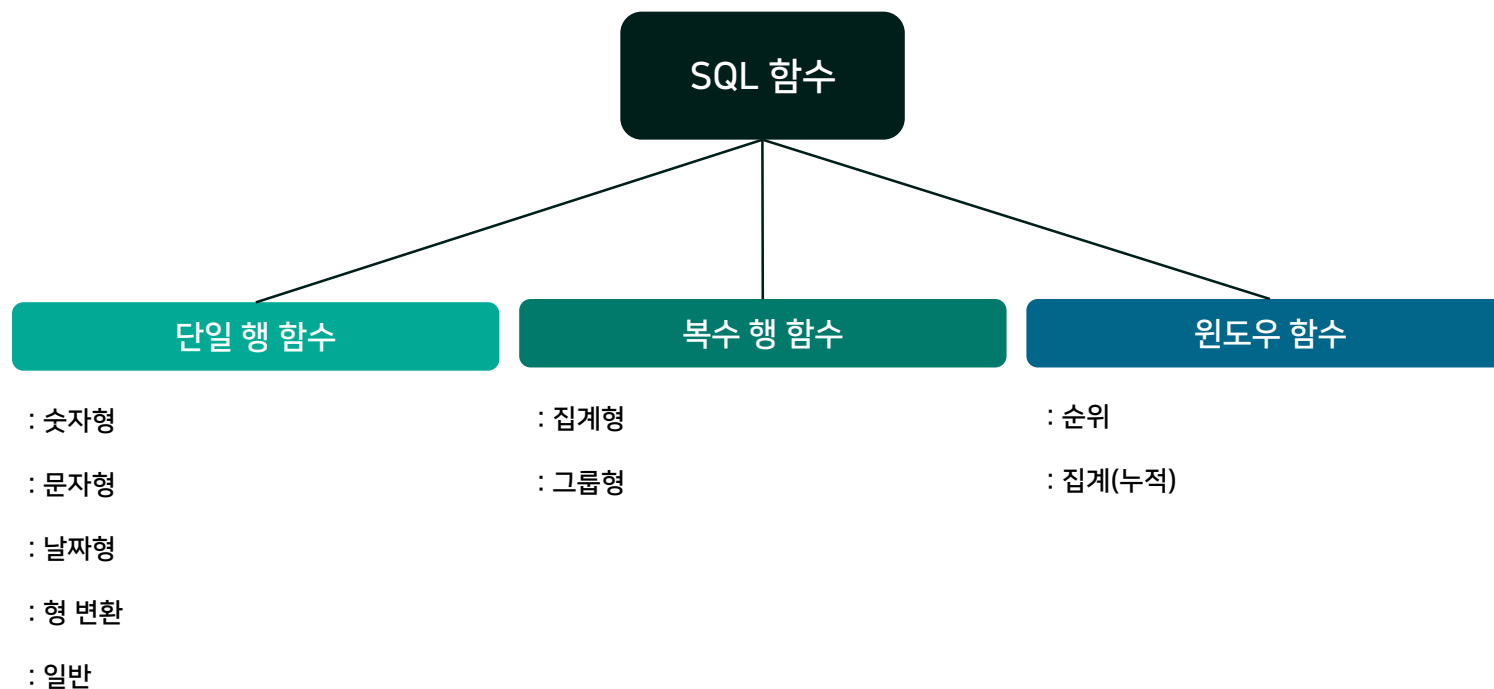 SQL 함수
단일 행 함수
: 숫자형
: 문자형
: 날짜형
: 형 변환
: 일반
복수 행 함수
: 집계형
: 그룹형
윈도우 함수
: 순위
: 집계(누적)